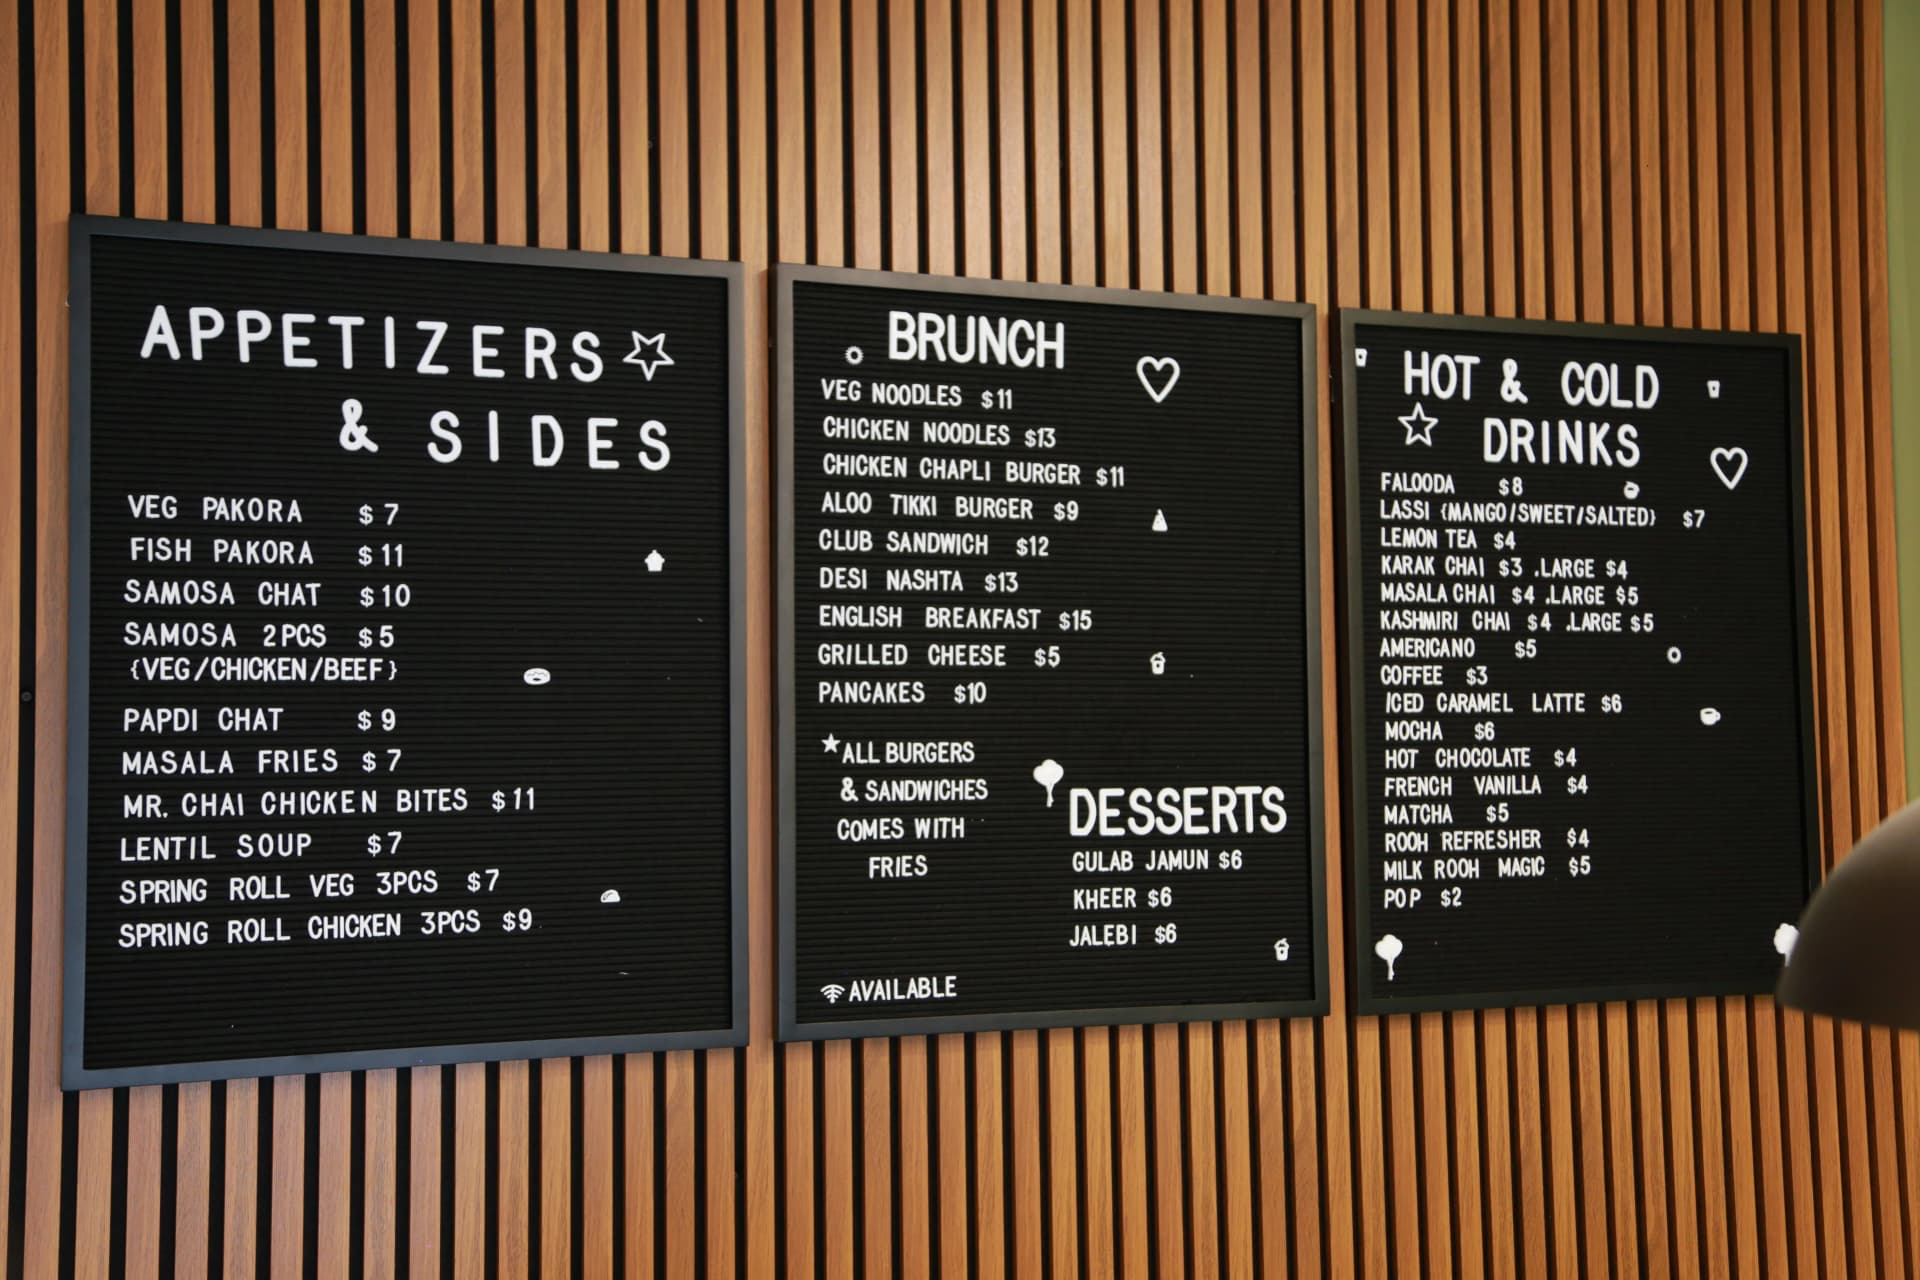 APPETIZERS
& SIDES
VEG PAKORA $7
FISH PAKORA $11
SAMOSA CHAT $10
SAMOSA 2PCS $5
{VEG/CHICKEN/BEEF}
PAPDI CHAT $9
MASALA FRIES $7
MR. CHAI CHICKEN BITES $11
LENTIL SOUP $7
SPRING ROLL VEG 3PCS $7
SPRING ROLL CHICKEN 3PCS $9
BRUNCH
VEG NOODLES $11
CHICKEN NOODLES $13
CHICKEN CHAPLI BURGER $11
ALOO TIKKI BURGER $9
CLUB SANDWICH $12
DESI NASHTA $13
ENGLISH BREAKFAST $15
GRILLED CHEESE $5
PANCAKES $10
★ALL BURGERS
& SANDWICHES
COMES WITH
FRIES
DESSERTS
GULAB JAMUN $6
KHEER $6
JALEBI $6
AVAILABLE
HOT & COLD
DRINKS
FALOODA $8
LASSI {MANGO/SWEET/SALTED} $7
LEMON TEA $4
KARAK CHAI $3 .LARGE $4
MASALA CHAI $4 .LARGE $5
KASHMIRI CHAI $4 .LARGE $5
AMERICANO $5
COFFEE $3
ICED CARAMEL LATTE $6
MOCHA $6
HOT CHOCOLATE $4
FRENCH VANILLA $4
MATCHA $5
ROOH REFRESHER $4
MILK ROOH MAGIC $5
POP $2